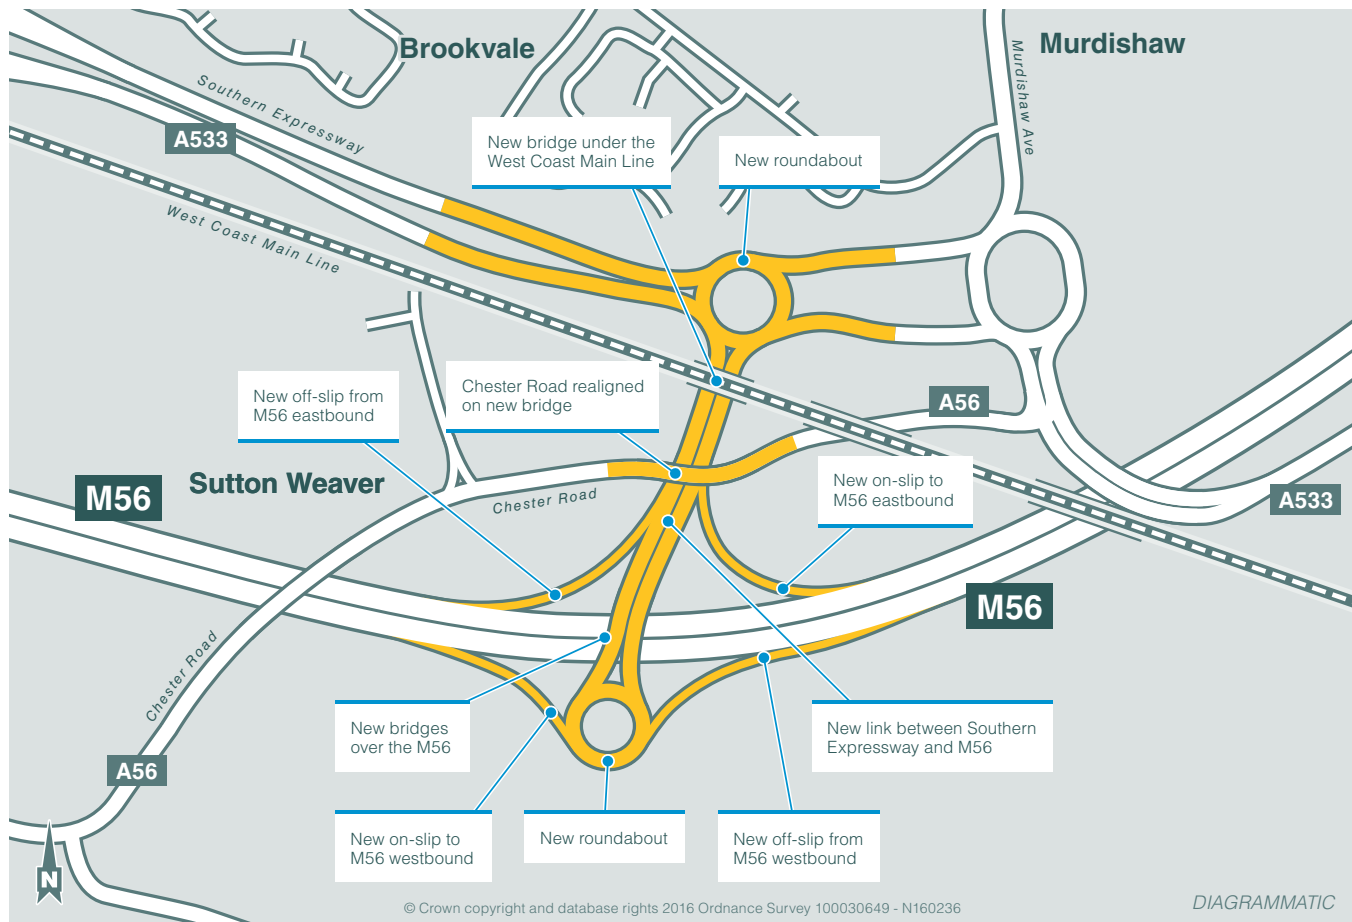 Brookvale
Murdishaw
Murdishaw Ave
Southern Expressway
A533
New bridge under the
West Coast Main Line
New roundabout
West Coast Main Line
New off-slip from
M56 eastbound
Chester Road realigned
on new bridge
A56
M56
Sutton Weaver
Chester Road
New on-slip to
M56 eastbound
A533
M56
Chester Road
New bridges
over the M56
New link between Southern
Expressway and M56
A56
New on-slip to
M56 westbound
New roundabout
New off-slip from
M56 westbound
N
© Crown copyright and database rights 2016 Ordnance Survey 100030649 - N160236
DIAGRAMMATIC